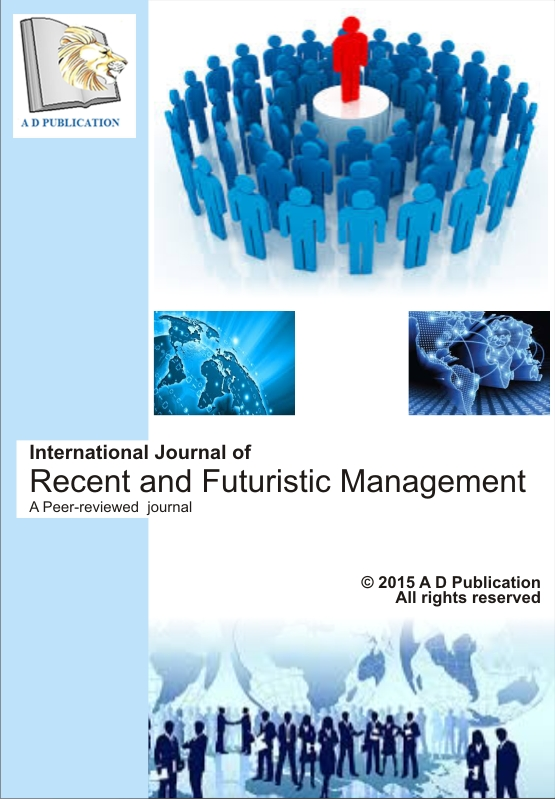 A D PUBLICATION
International Journal of
Recent and Futuristic Management
A Peer-reviewed journal
© 2015 A D Publication
All rights reserved